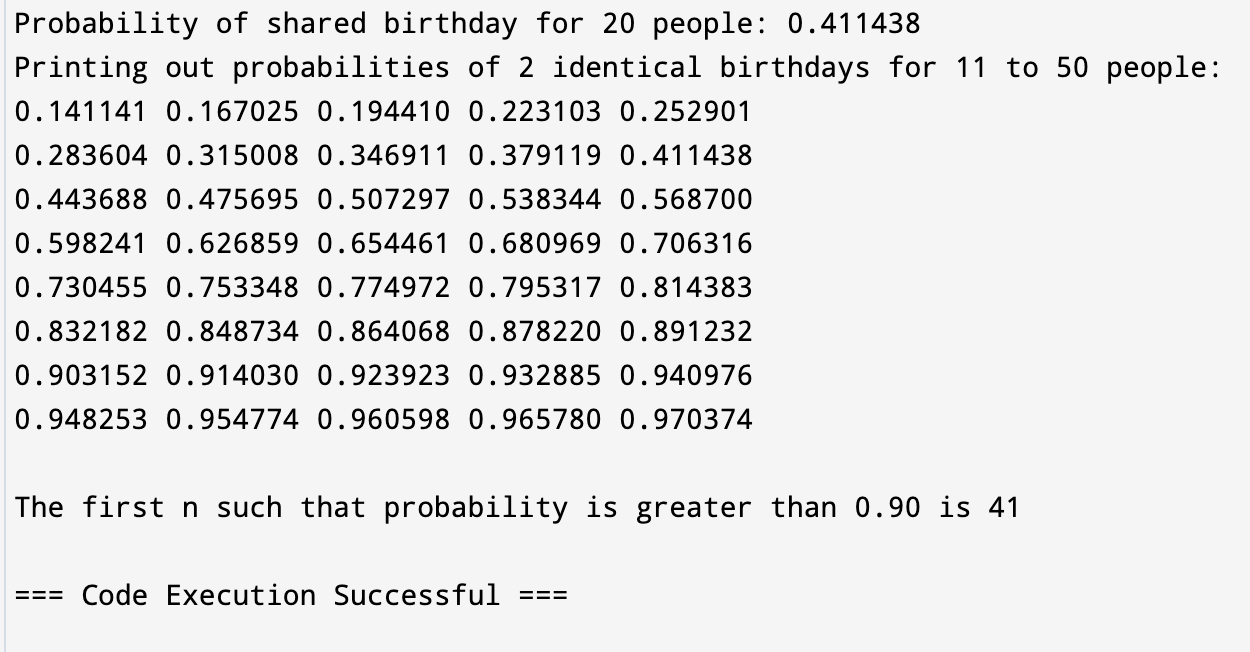 Probability of shared birthday for 20 people: 0.411438
Printing out probabilities of 2 identical birthdays for 11 to 50 people:
0.141141 0.167025 0.194410 0.223103 0.252901
0.283604 0.315008 0.346911 0.379119 0.411438
0.443688 0.475695 0.507297 0.538344 0.568700
0.598241 0.626859 0.654461 0.680969 0.706316
0.730455 0.753348 0.774972 0.795317 0.814383
0.832182 0.848734 0.864068 0.878220 0.891232
0.903152 0.914030 0.923923 0.932885 0.940976
0.948253 0.954774 0.960598 0.965780 0.970374
The first n such that probability is greater than 0.90 is 41
=== Code Execution Successful ===